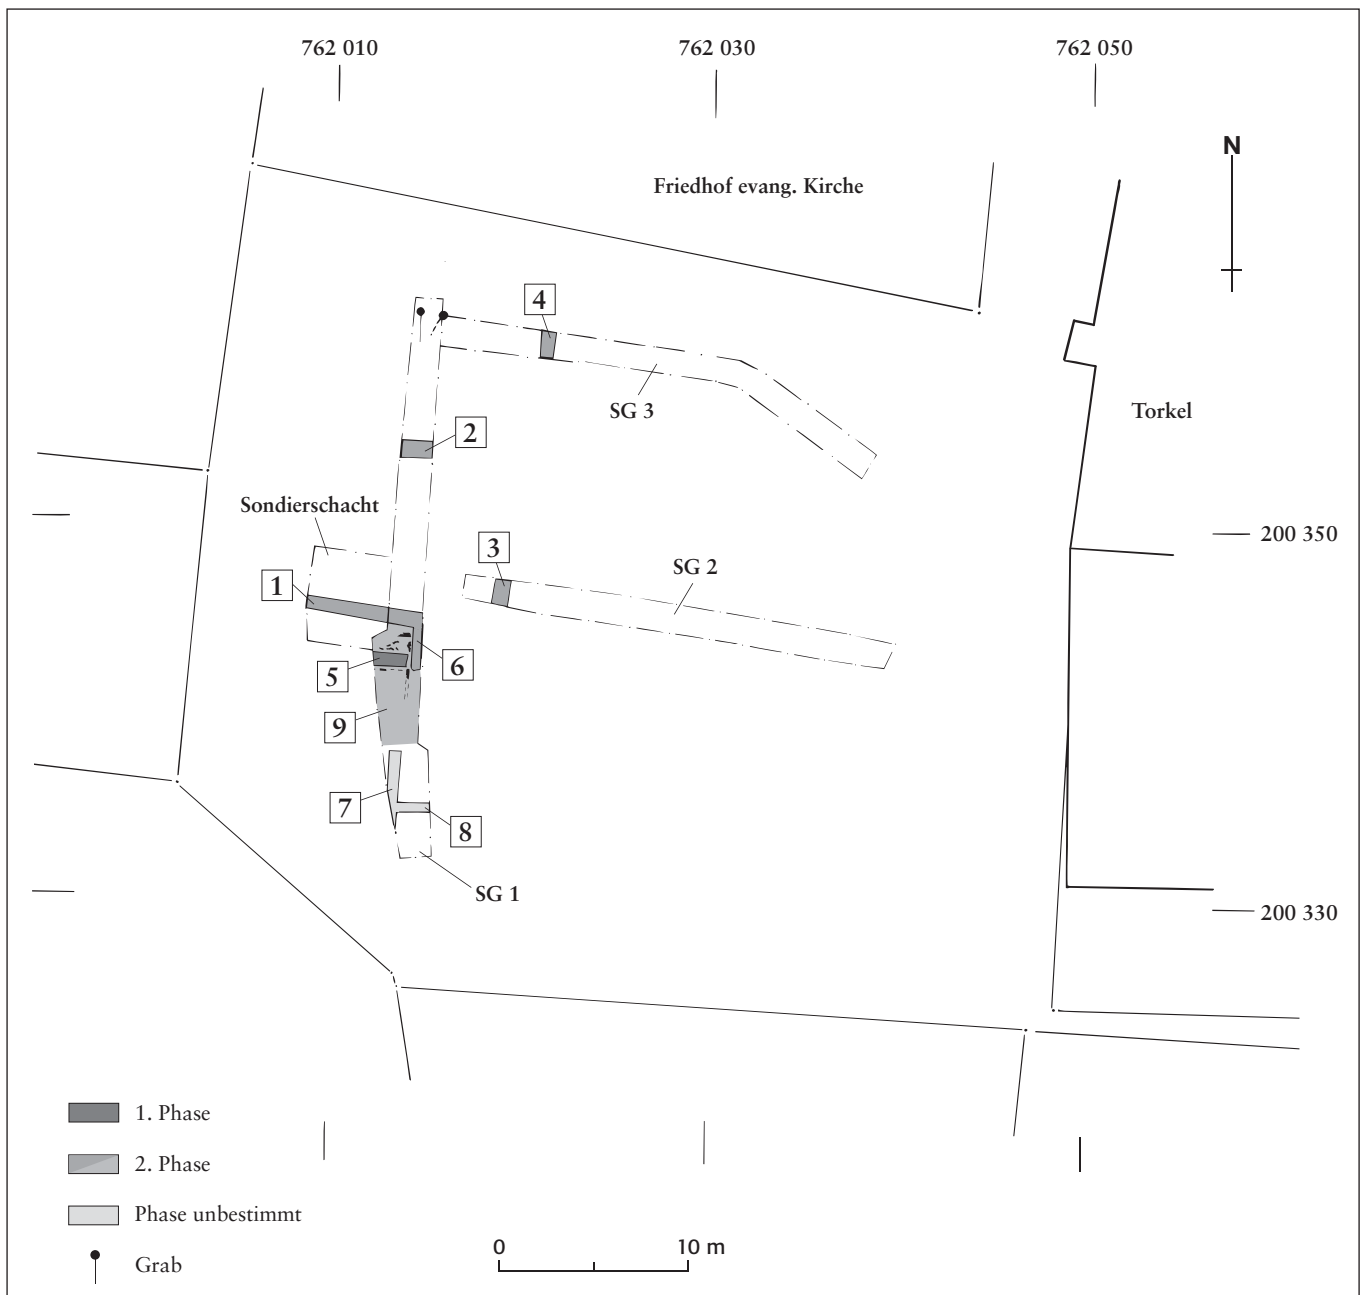 762 010
762 030
762 050
N
Friedhof evang. Kirche
4
SG 3
Torkel
2
Sondierschacht
3
SG 2
200 350
1
5
6
9
7
8
SG 1
200 330
1. Phase
2. Phase
Phase unbestimmt
Grab
0 10 m